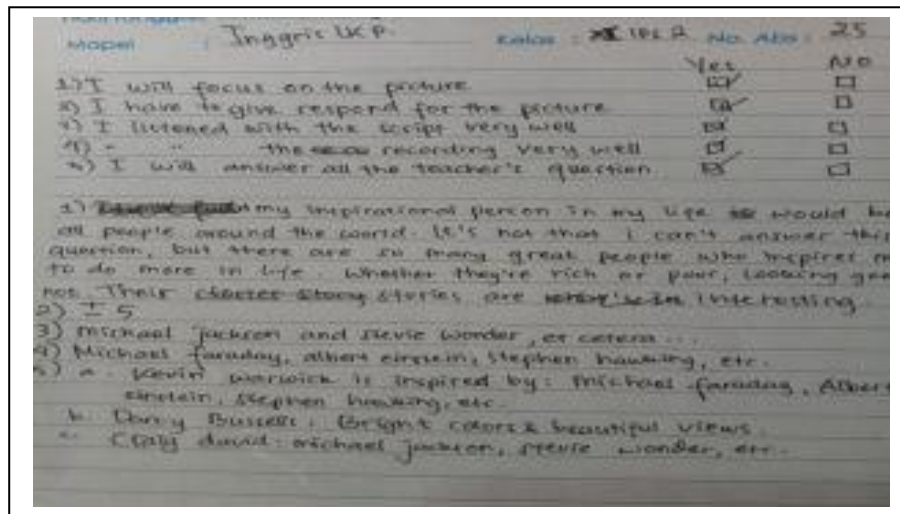 Mapel : Inggris UKP. Kelas : No. Abs : 25
Yes No
1) I will focus on the picture
2) I have to give respond for the picture
3) I listened with the script very well
4) " " the recording very well
5) I will answer all the teacher's question
1) my inspirational person in my life would be
all people around the world. It's not that i can't answer this
question, but there are so many great people who inspires me
to do more in life. Whether they're rich or poor, looking
not. Their stories are interesting.
2) ± 5
3) michael jackson and stevie wonder, et cetera...
4) Michael faraday, albert einstein, stephen hawking, etc.
5) a. Kevin warwick is inspired by: michael faraday, Albert
einstein, stephen hawking, etc.
b. Darcy Bussell: Bright colors & beautiful views.
c. Craig david: michael jackson, stevie wonder, etc.